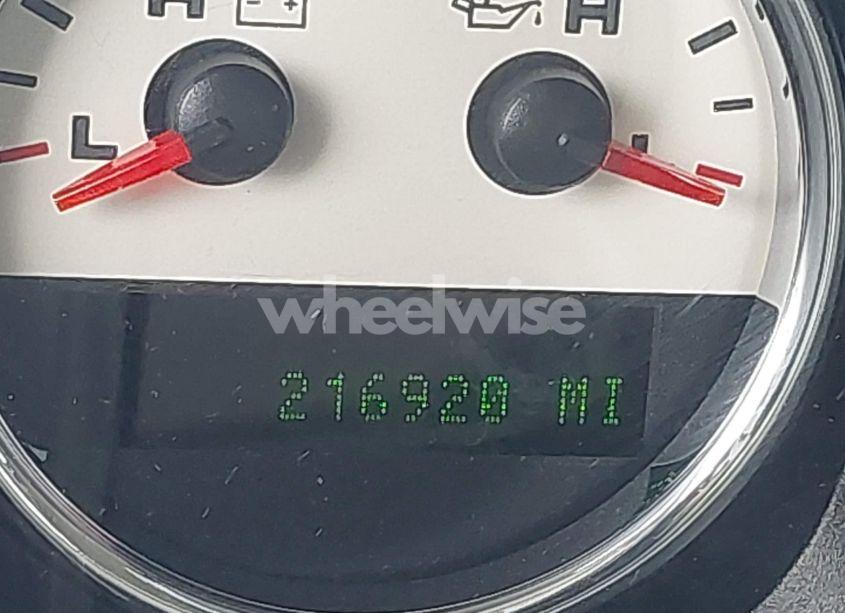 H H
L L
wheelwise
216920 MI